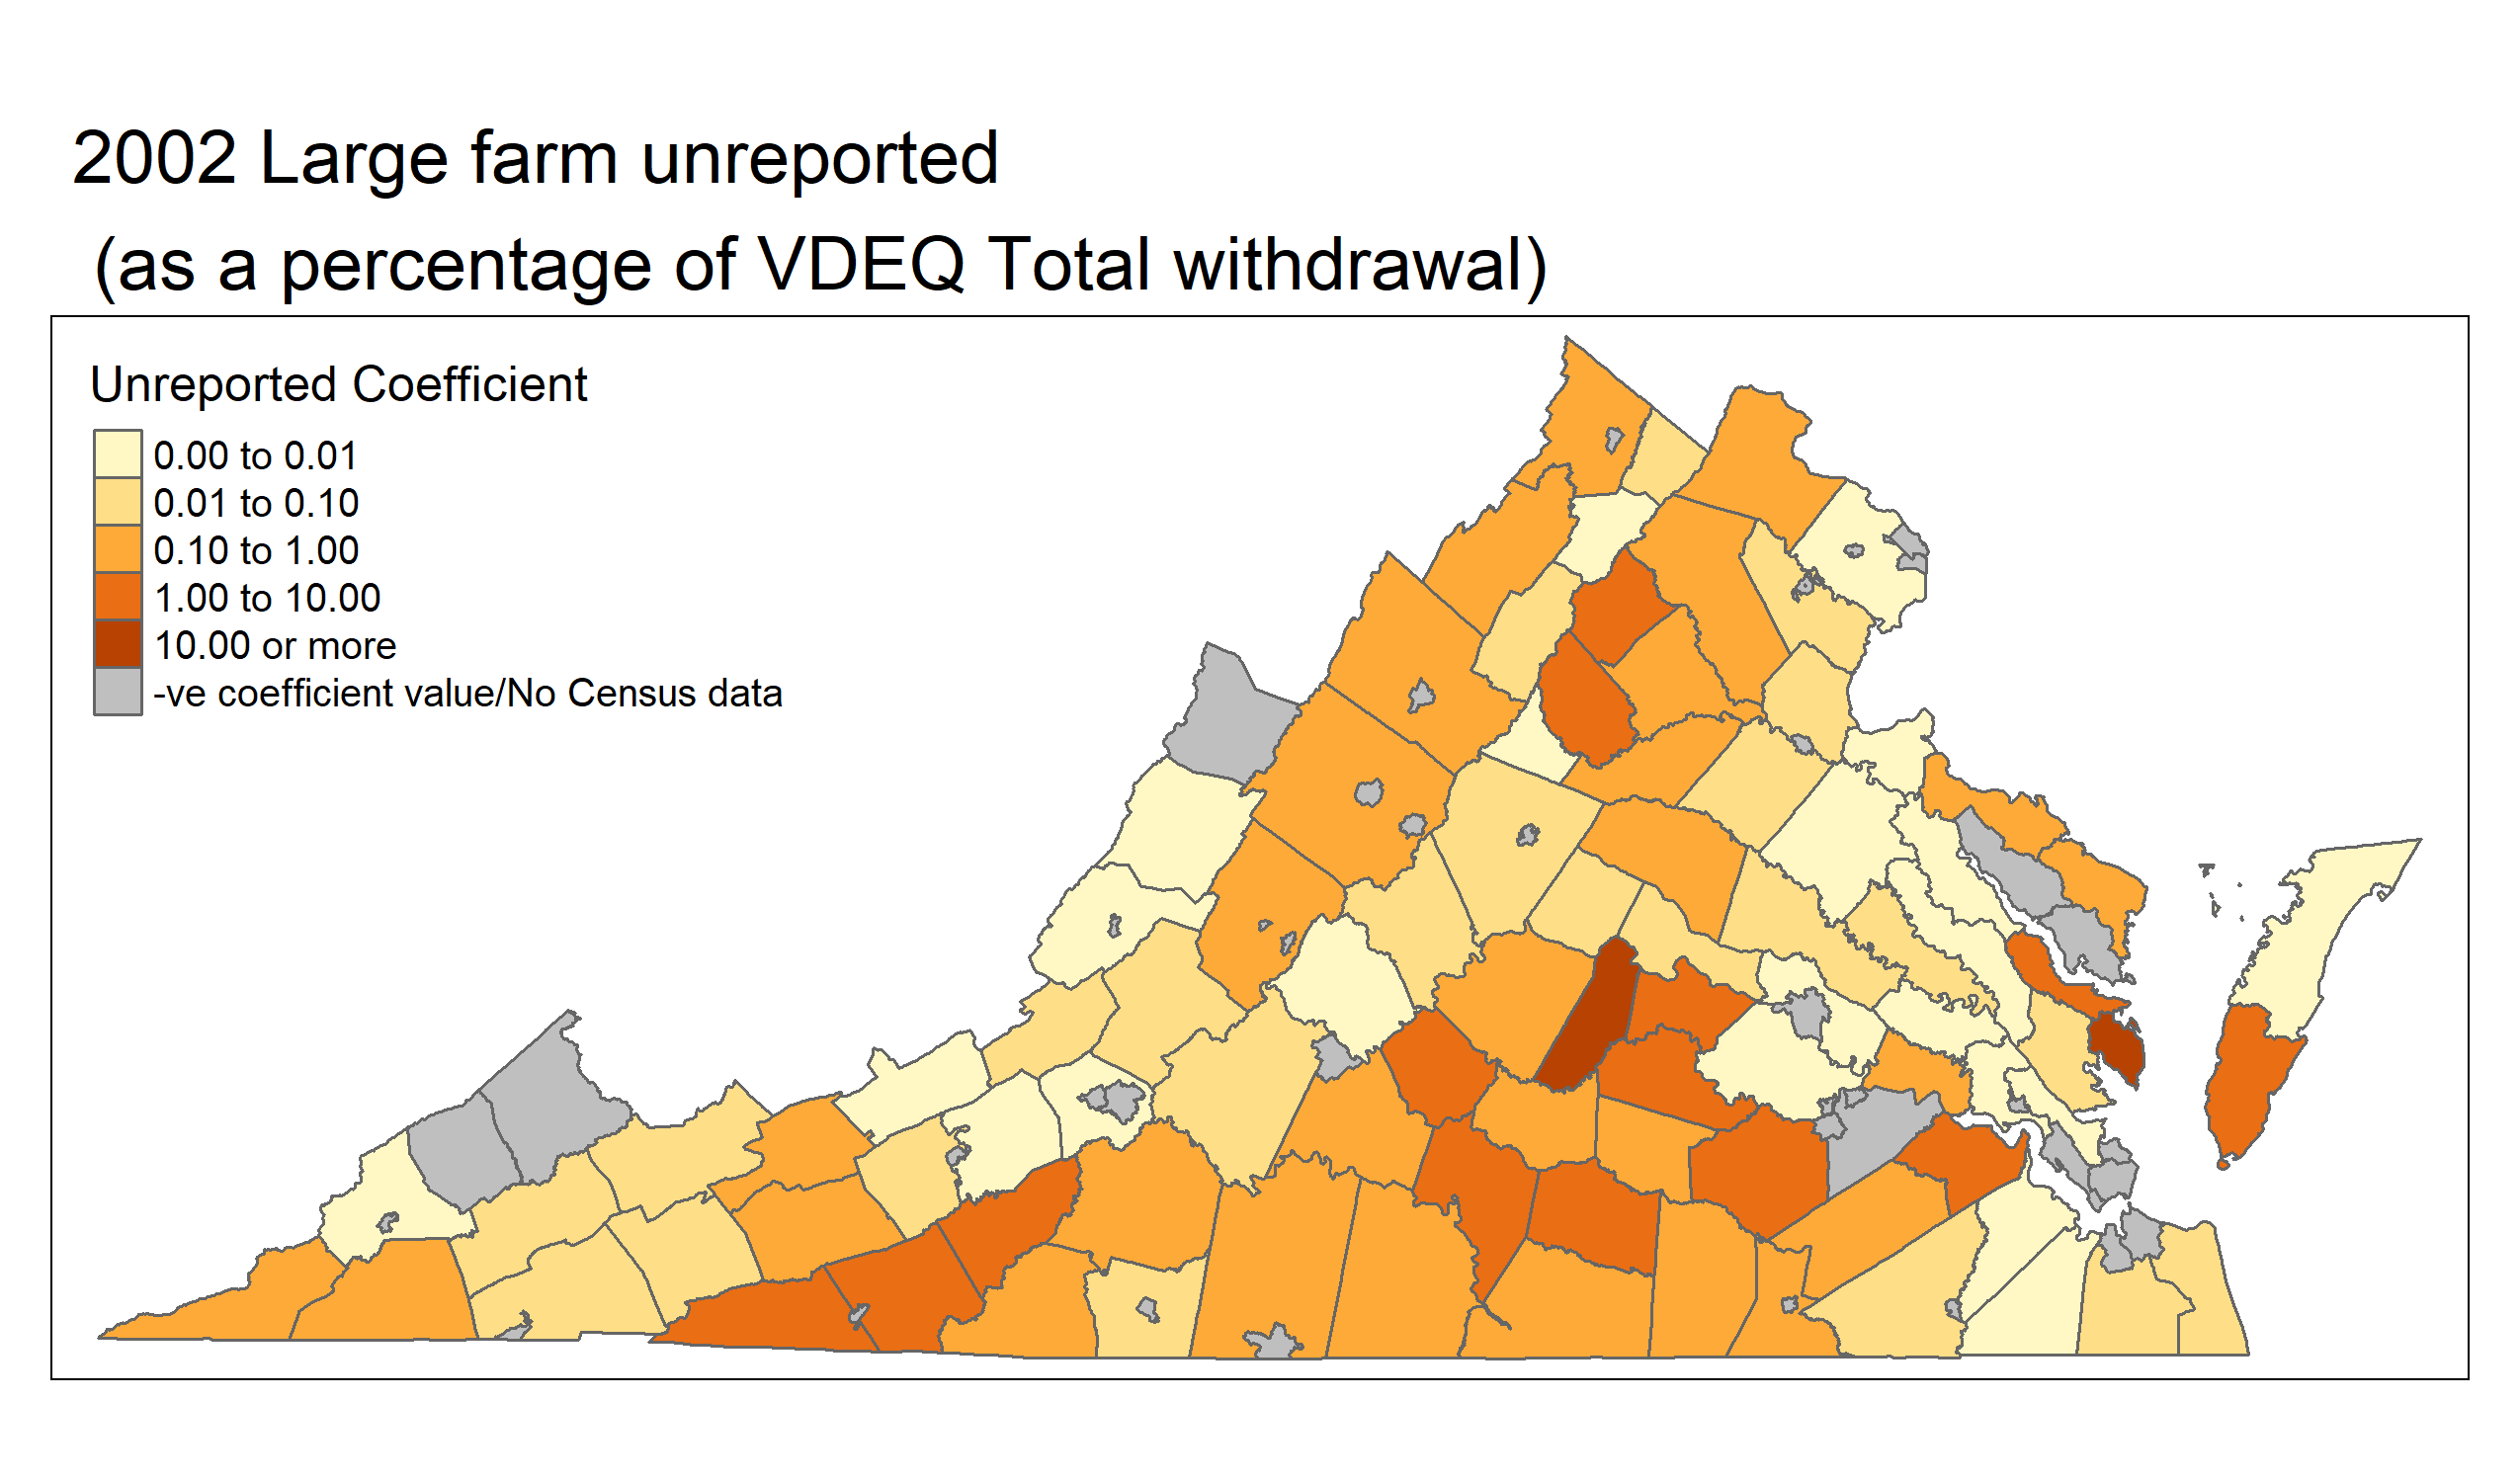 2002 Large farm unreported
(as a percentage of VDEQ Total withdrawal)
Unreported Coefficient
0.00 to 0.01
0.01 to 0.10
0.10 to 1.00
1.00 to 10.00
10.00 or more
-ve coefficient value/No Census data